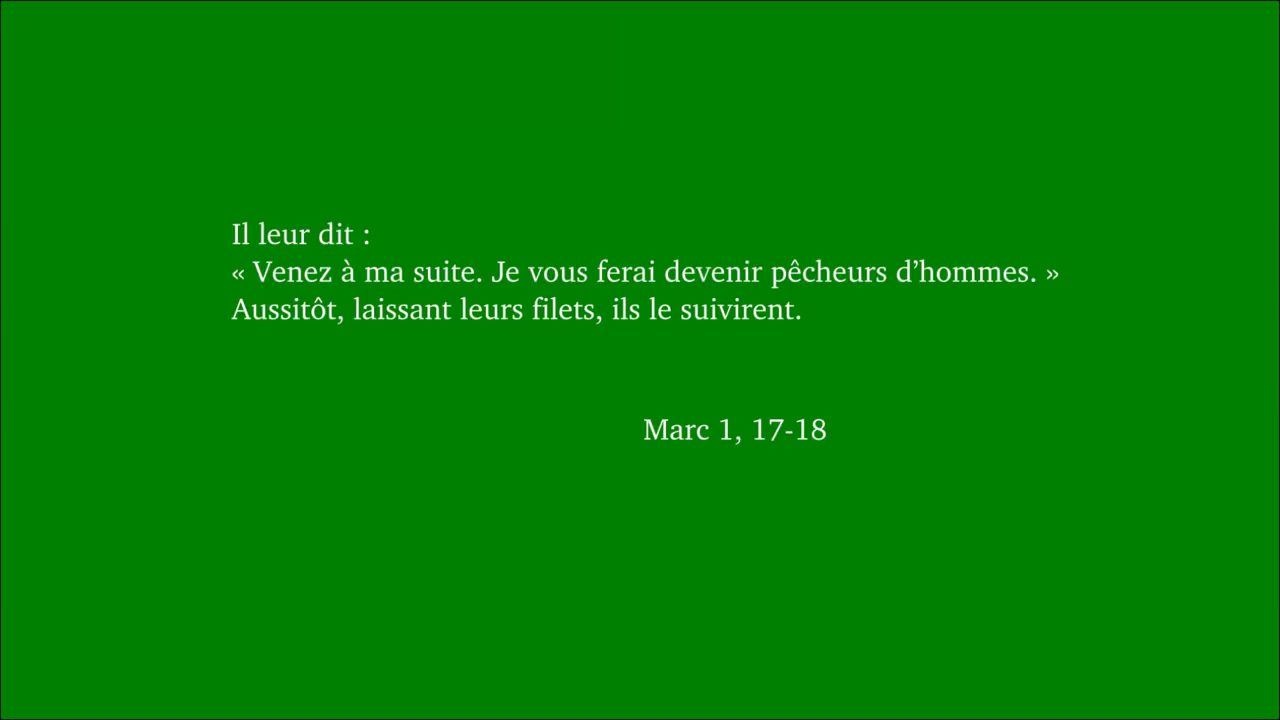 Il leur dit :
« Venez à ma suite. Je vous ferai devenir pêcheurs d’hommes. »
Aussitôt, laissant leurs filets, ils le suivirent.
Marc 1, 17-18